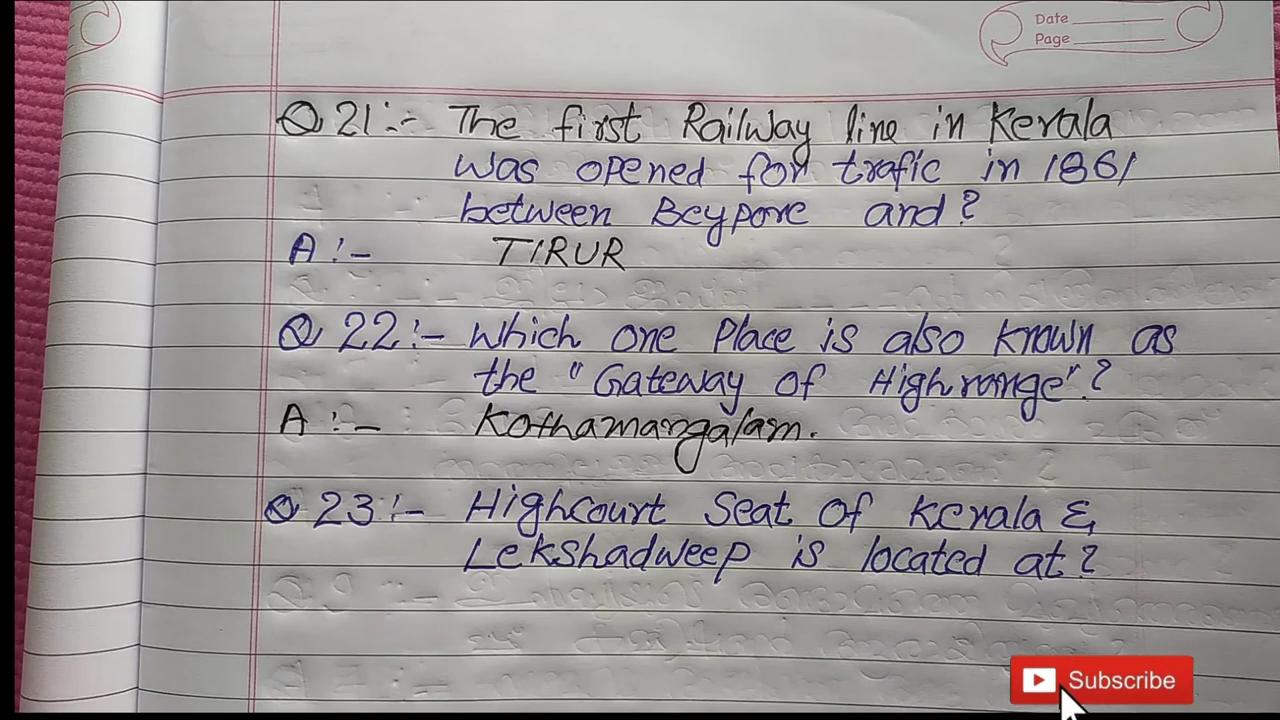 Date
Page
Q 21:- The first Railway line in Kerala
was opened for trafic in 1861
between Beypore and?
A :- TIRUR
Q 22:- which one Place is also known as
the "Gateway of Highrange"?
A :- Kothamangalam.
Q 23:- Highcourt Seat Of Kerala &
Lekshadweep is located at?
Subscribe